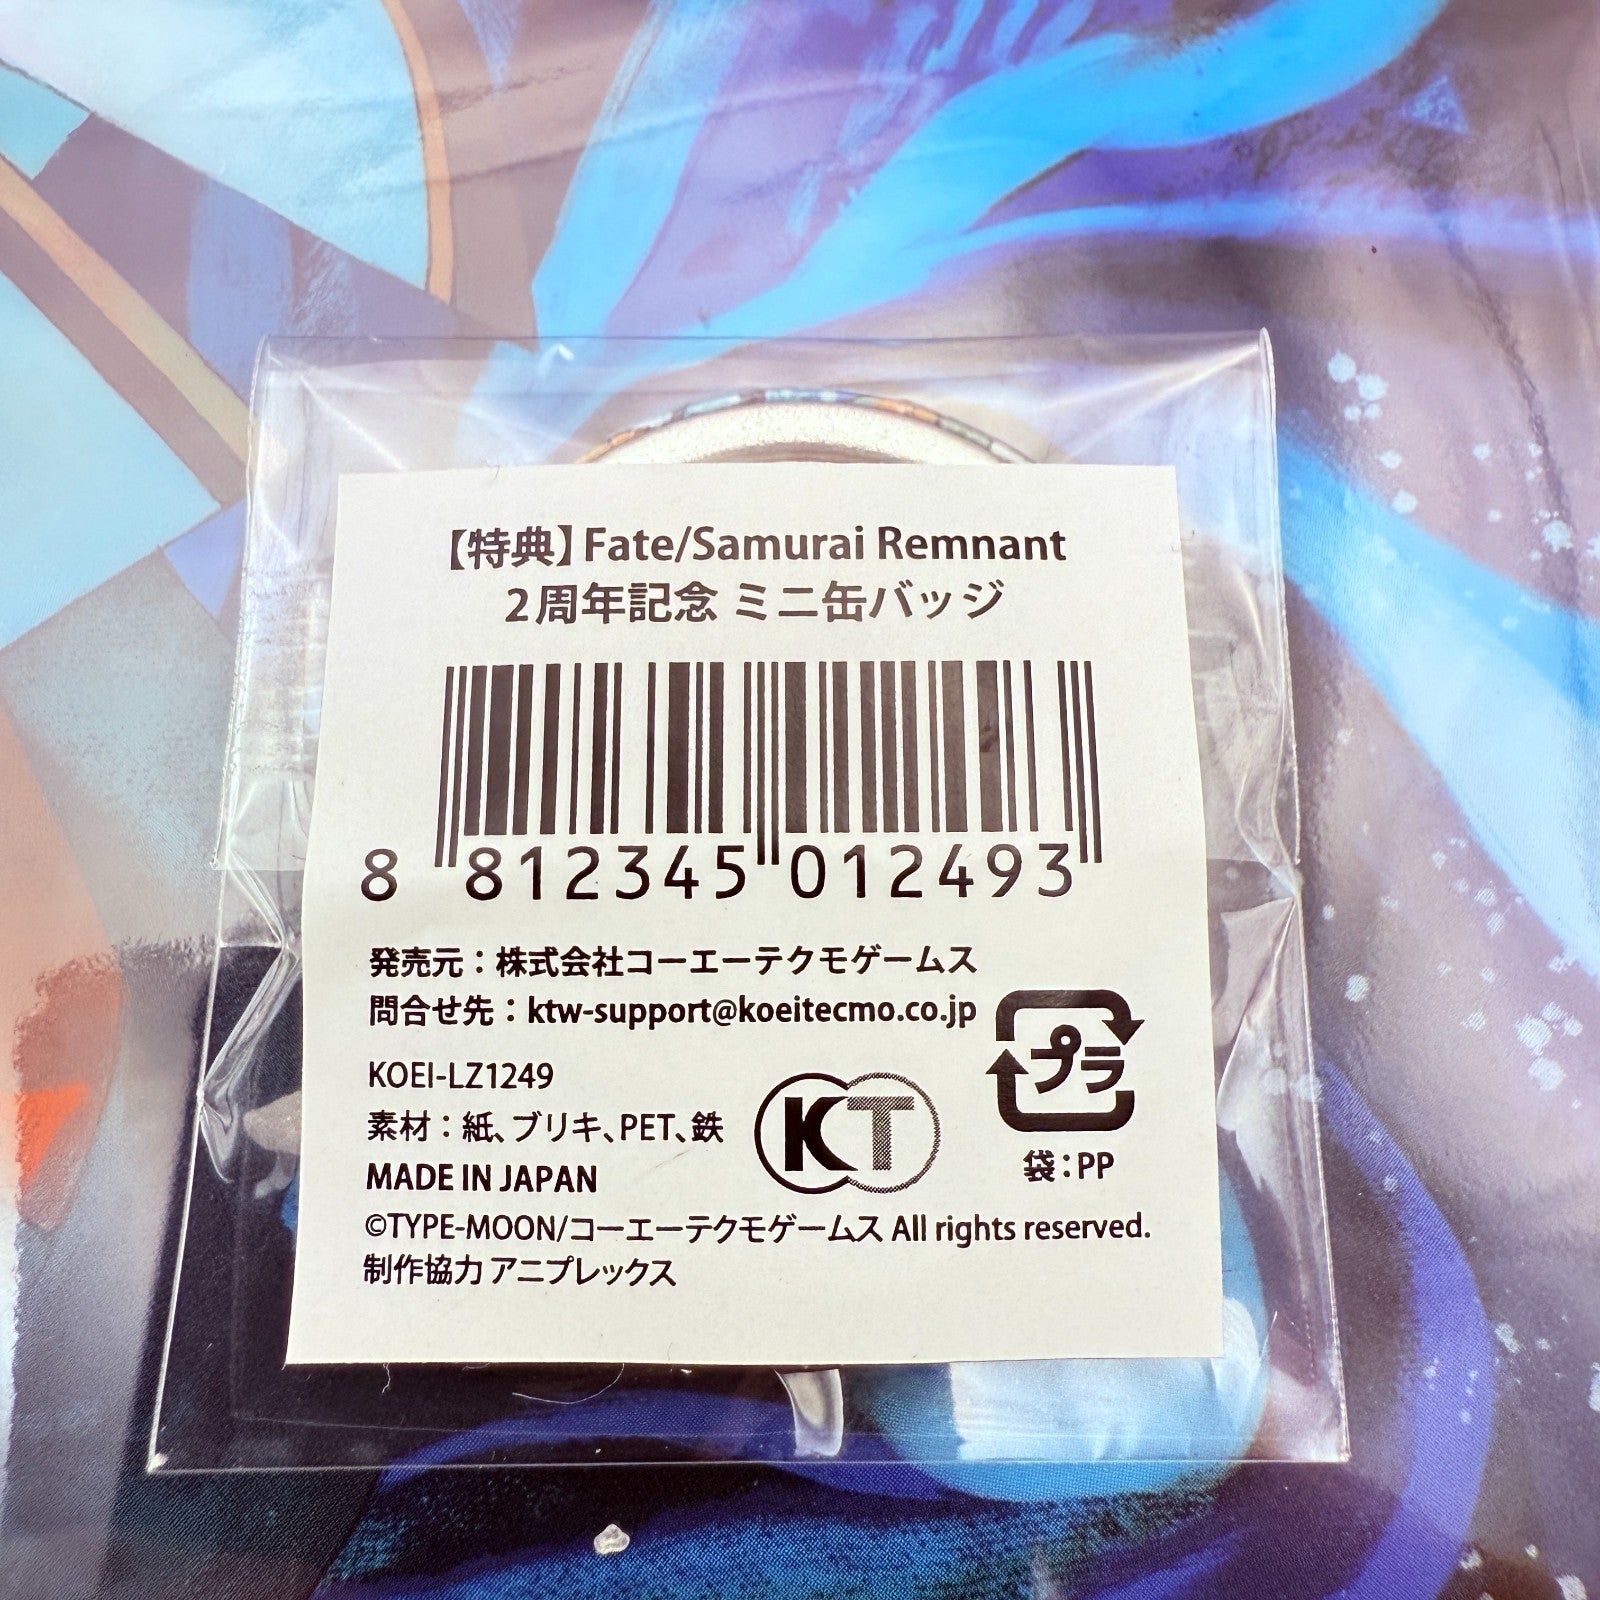 【特典】Fate/Samurai Remnant
2周年記念 ミニ缶バッジ
8 812345 012493
発売元：株式会社コーエーテクモゲームス
問合せ先：ktw-support@koeitecmo.co.jp
KOEI-LZ1249
素材：紙、ブリキ、PET、鉄
MADE IN JAPAN
KT
プラ
袋：PP
©TYPE-MOON/コーエーテクモゲームス All rights reserved.
制作協力 アニプレックス